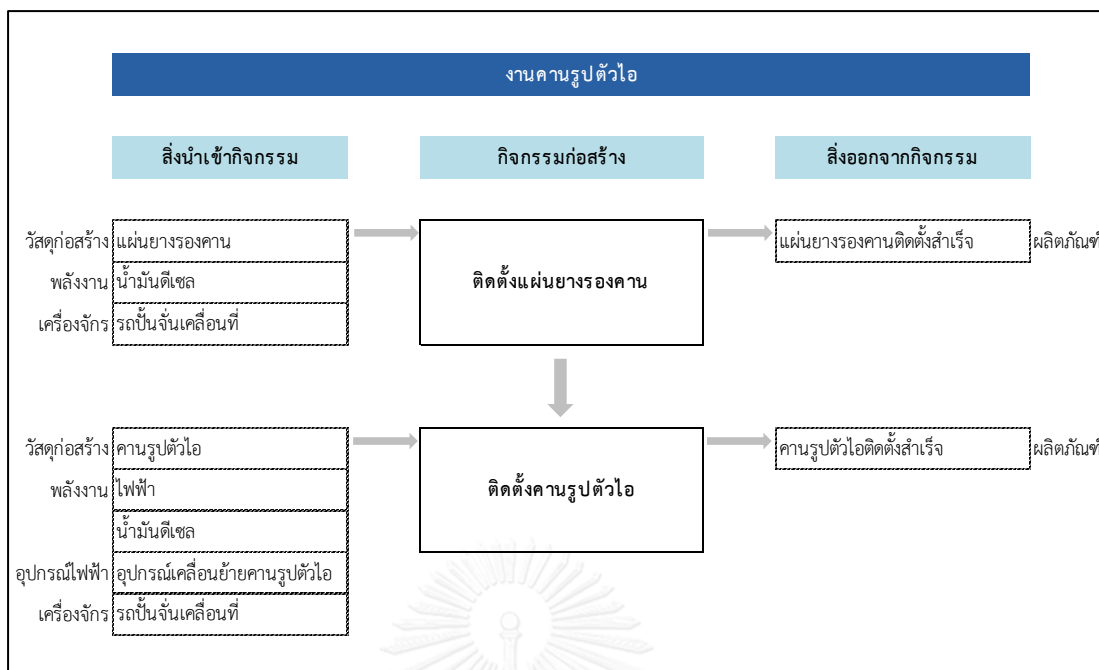 งานคานรูปตัวไอ
สิ่งนำเข้ากิจกรรม กิจกรรมก่อสร้าง สิ่งออกจากกิจกรรม
วัสดุก่อสร้าง แผ่นยางรองคาน แผ่นยางรองคานติดตั้งสำเร็จ ผลิตภัณฑ์
พลังงาน น้ำมันดีเซล ติดตั้งแผ่นยางรองคาน
เครื่องจักร รถปั้นจั่นเคลื่อนที่
วัสดุก่อสร้าง คานรูปตัวไอ คานรูปตัวไอติดตั้งสำเร็จ ผลิตภัณฑ์
พลังงาน ไฟฟ้า ติดตั้งคานรูปตัวไอ
น้ำมันดีเซล
อุปกรณ์ไฟฟ้า อุปกรณ์เคลื่อนย้ายคานรูปตัวไอ
เครื่องจักร รถปั้นจั่นเคลื่อนที่